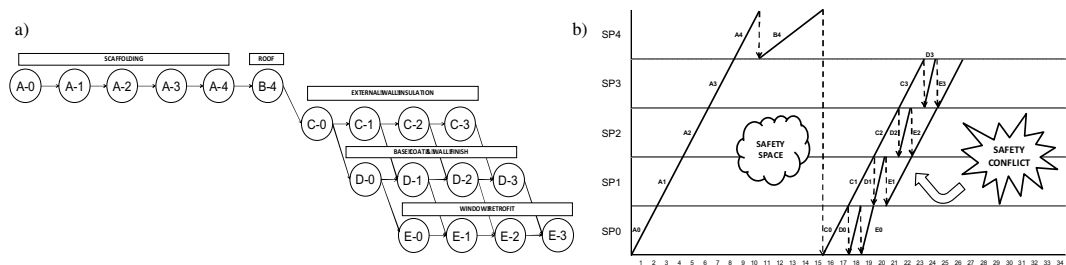 a)
SCAFFOLDING
ROOF
A-0
A-1
A-2
A-3
A-4
B-4
EXTERNAL WALL INSULATION
C-0
C-1
C-2
C-3
BASECOAT & WALL FINISH
D-0
D-1
D-2
D-3
WINDOW RETROFIT
E-0
E-1
E-2
E-3
b)
SP4
SP3
SP2
SP1
SP0
A4
B4
A3
A2
A1
A0
D3
C3
E3
C2
D2
E2
C1
D1
E1
C0
D0
E0
SAFETY
SPACE
SAFETY
CONFLICT
1 2 3 4 5 6 7 8 9 10 11 12 13 14 15 16 17 18 19 20 21 22 23 24 25 26 27 28 29 30 31 32 33 34